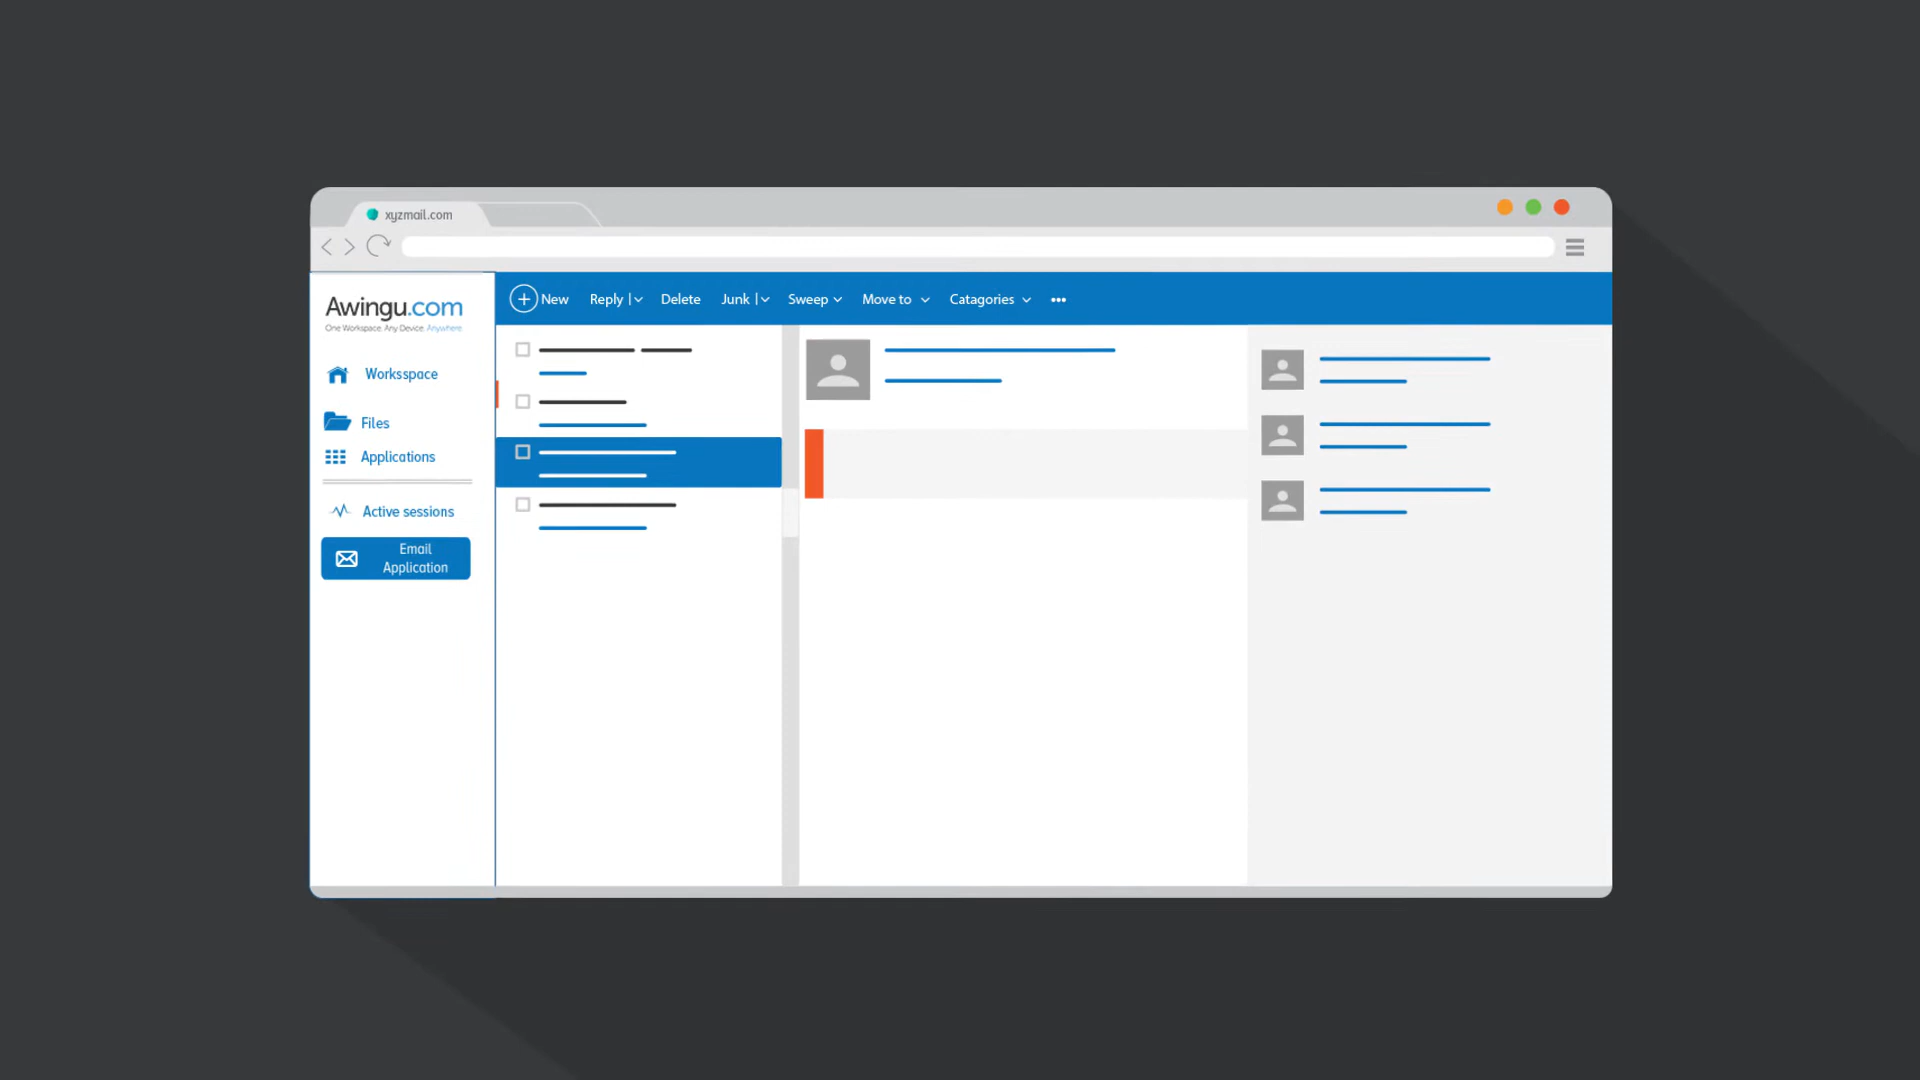 xyzmail.com
Awingu.com
One Workspace. Any Device. Anywhere
New Reply Delete Junk Sweep Move to Catagories •••
Worksspace
Files
Applications
Active sessions
Email
Application